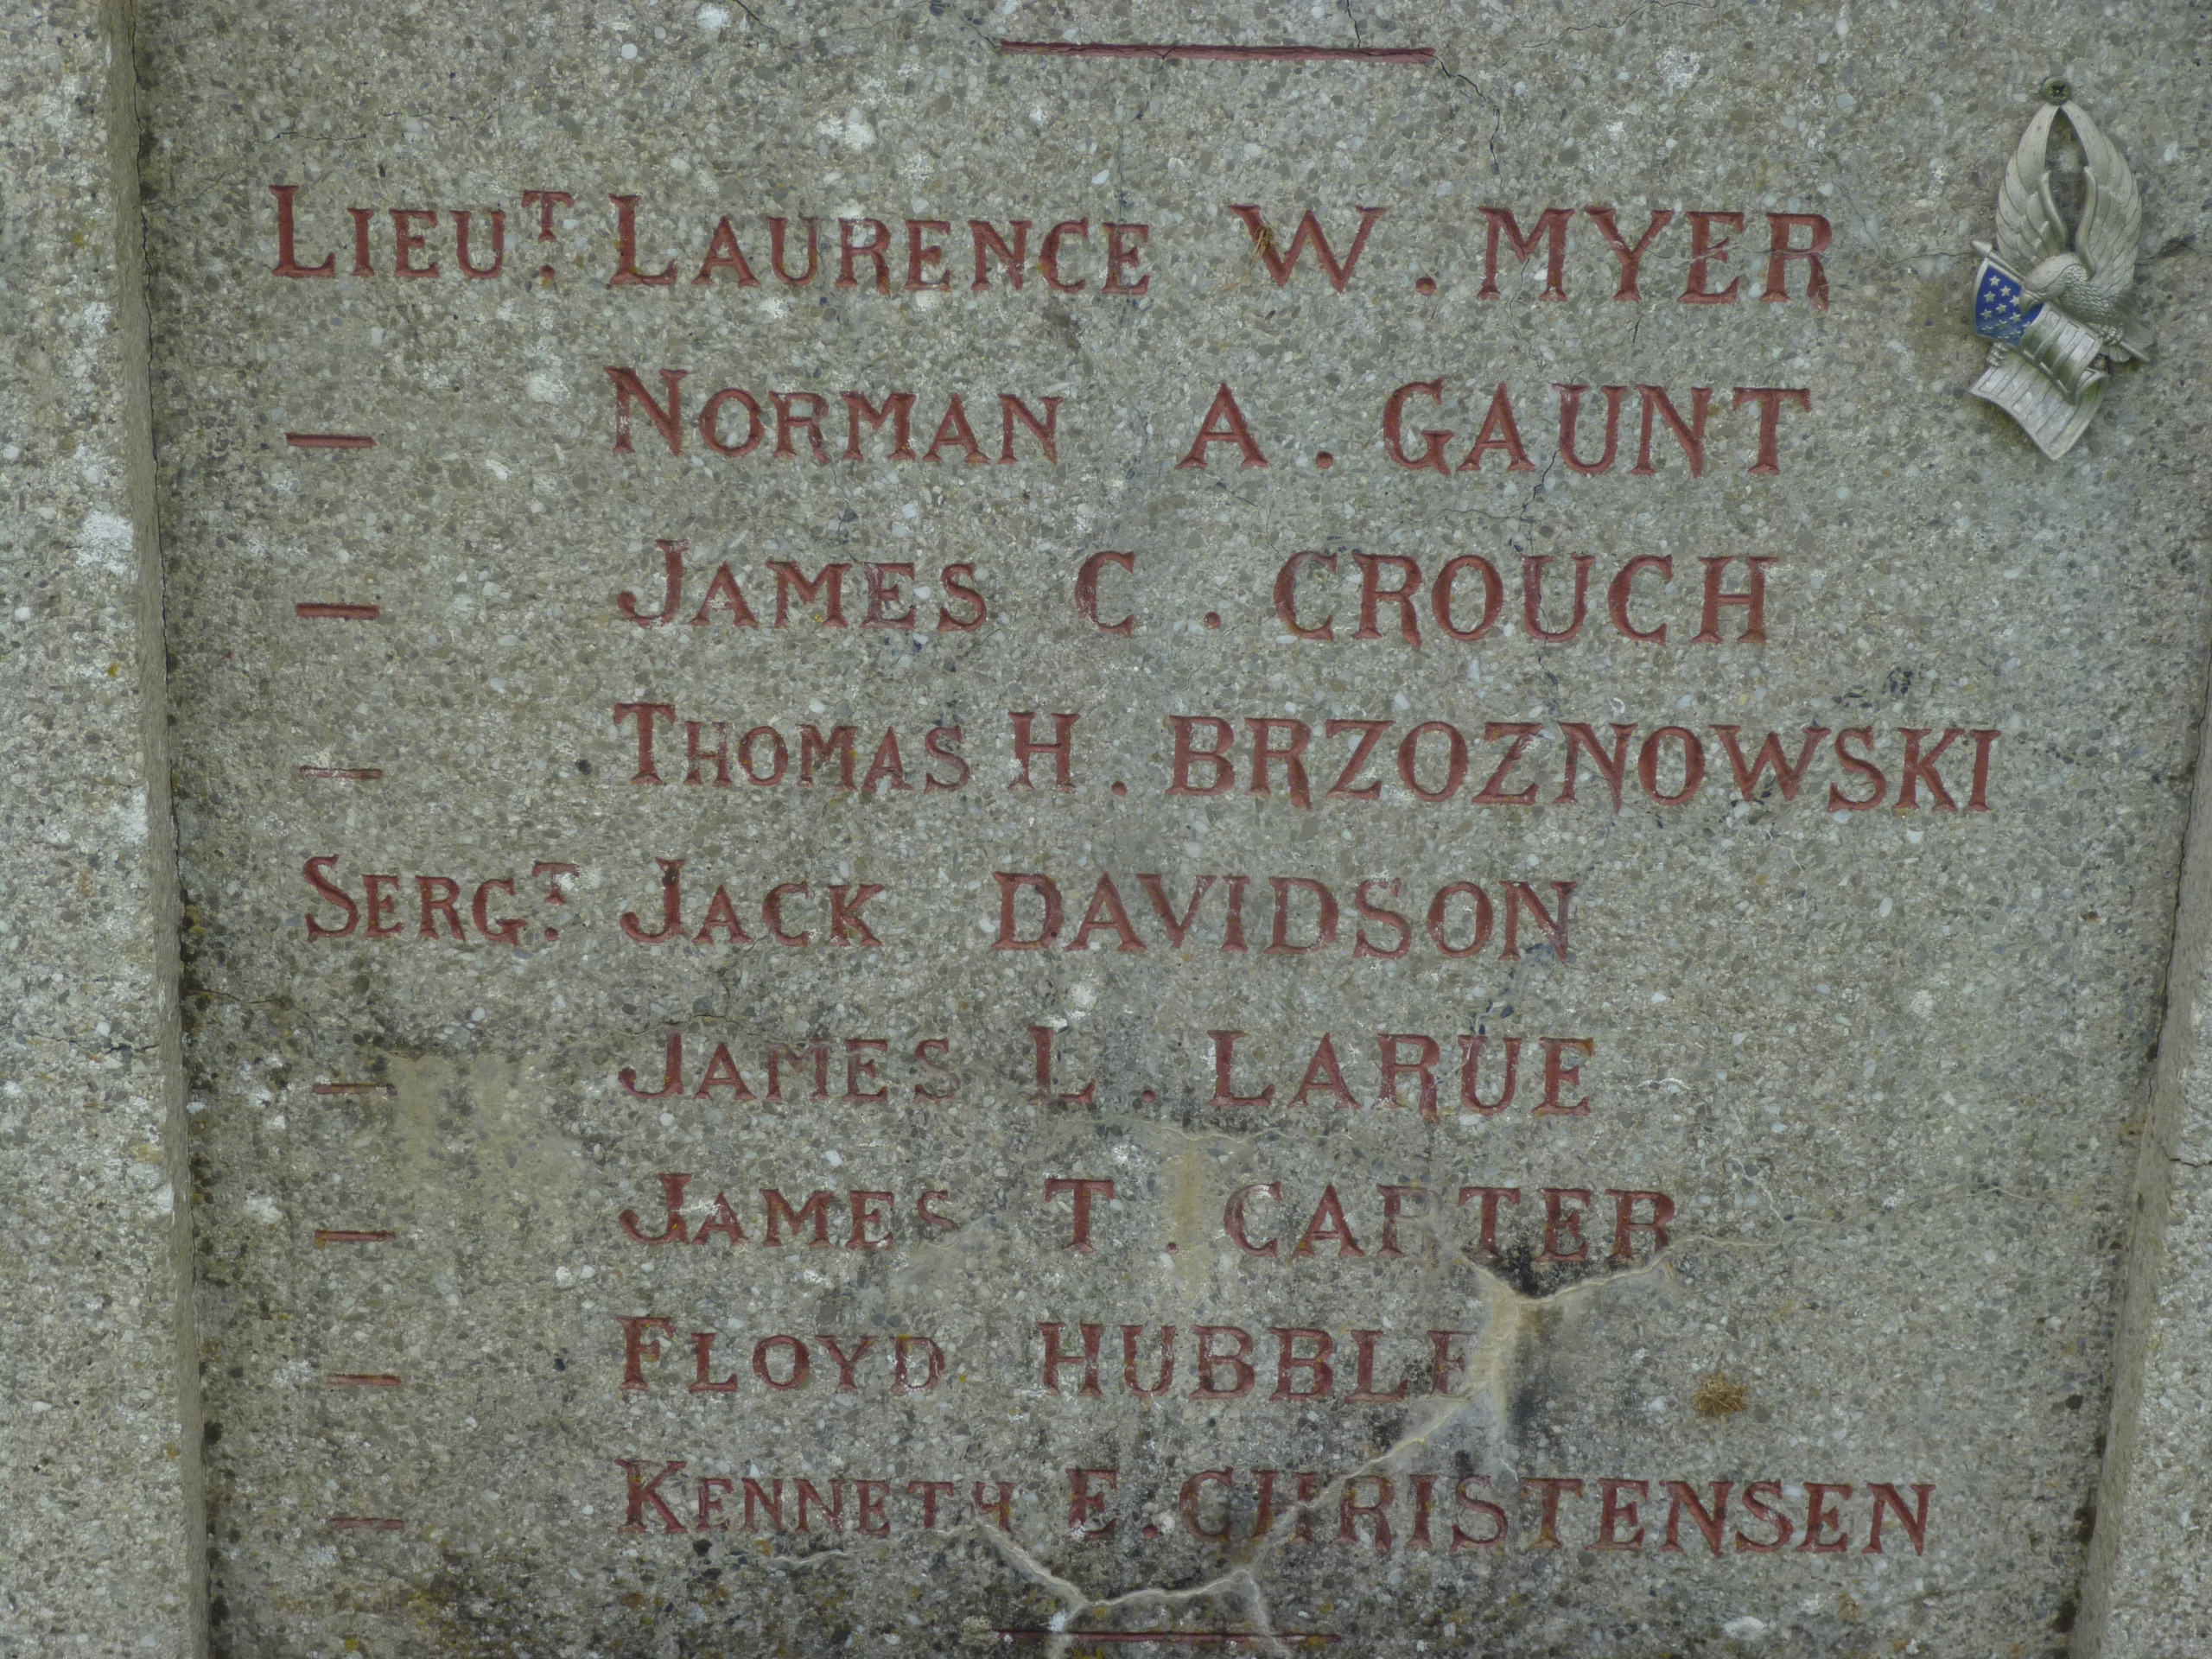 LIEUT. LAURENCE W. MYER
— NORMAN A. GAUNT
— JAMES C. CROUCH
— THOMAS H. BRZOZNOWSKI
SERGT. JACK DAVIDSON
— JAMES L. LARUE
— JAMES T. CARTER
— FLOYD HUBBLE
— KENNETH E. CHRISTENSEN